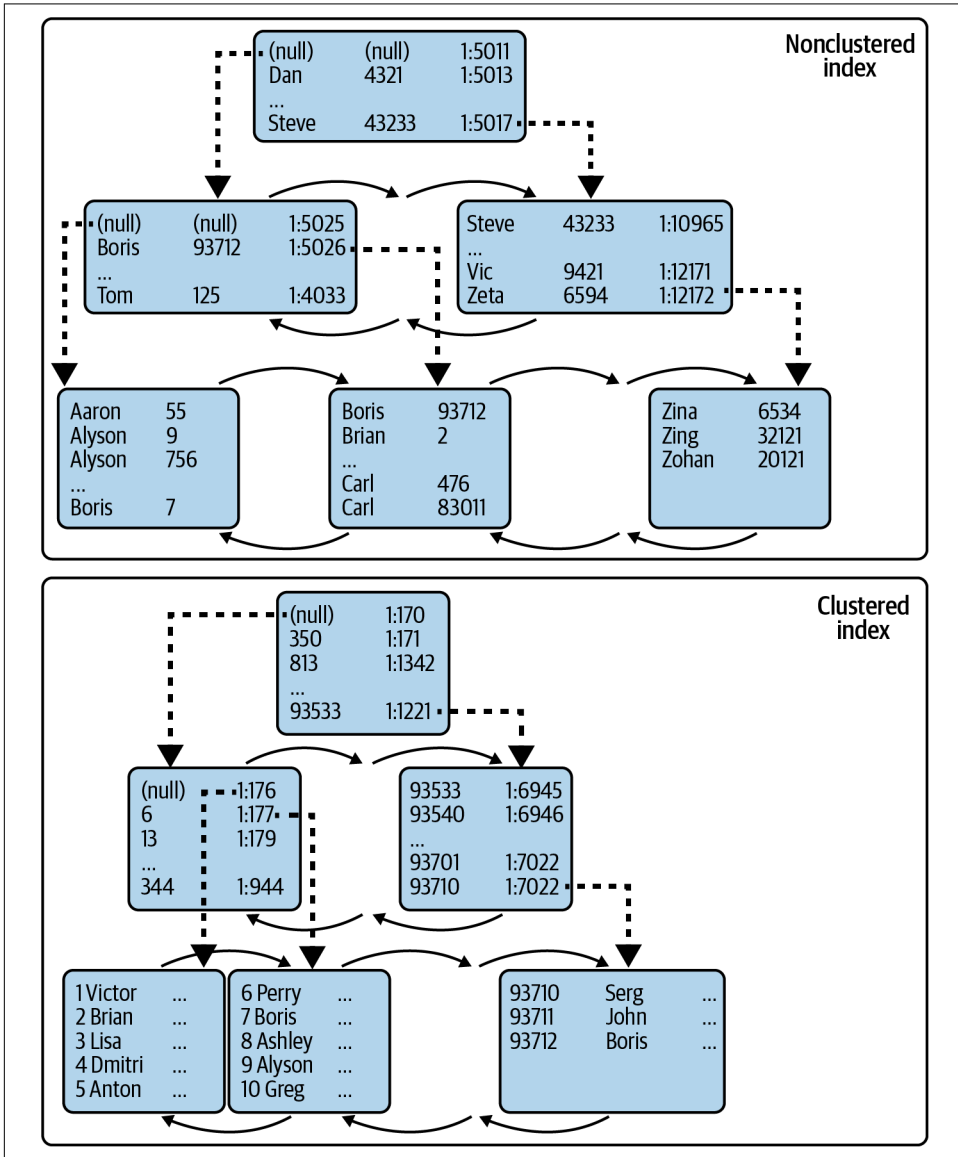 Nonclustered
index
(null) (null) 1:5011
Dan 4321 1:5013
...
Steve 43233 1:5017
(null) (null) 1:5025
Boris 93712 1:5026
...
Tom 125 1:4033
Steve 43233 1:10965
...
Vic 9421 1:12171
Zeta 6594 1:12172
Aaron 55
Alyson 9
Alyson 756
...
Boris 7
Boris 93712
Brian 2
...
Carl 476
Carl 83011
Zina 6534
Zing 32121
Zohan 20121
Clustered
index
(null) 1:170
350 1:171
813 1:1342
...
93533 1:1221
(null) 1:176
6 1:177
13 1:179
...
344 1:944
93533 1:6945
93540 1:6946
...
93701 1:7022
93710 1:7022
1 Victor ...
2 Brian ...
3 Lisa ...
4 Dmitri ...
5 Anton ...
6 Perry ...
7 Boris ...
8 Ashley ...
9 Alyson ...
10 Greg ...
93710 Serg ...
93711 John ...
93712 Boris ...